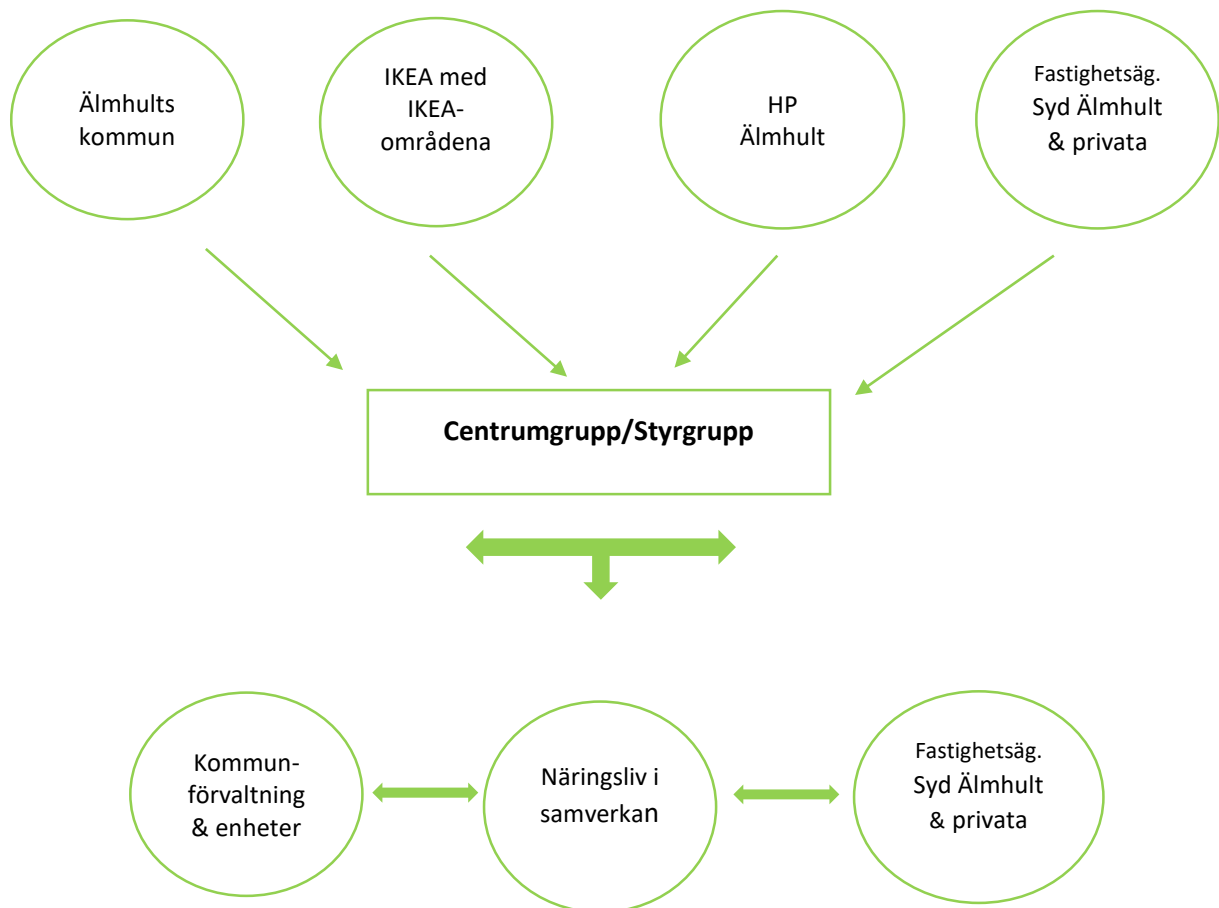 Älmhults
kommun
IKEA med
IKEA-
områdena
HP
Älmhult
Fastighetsäg.
Syd Älmhult
& privata
Centrumgrupp/Styrgrupp
Kommun-
förvaltning
& enheter
Näringsliv i
samverkan
Fastighetsäg.
Syd Älmhult
& privata